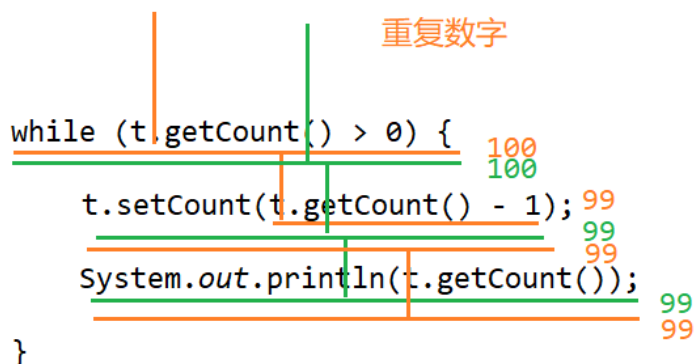 重复数字
while (t.getCount() > 0) {
100
100
t.setCount(t.getCount() - 1); 99
99
99
System.out.println(t.getCount());
99
99
}